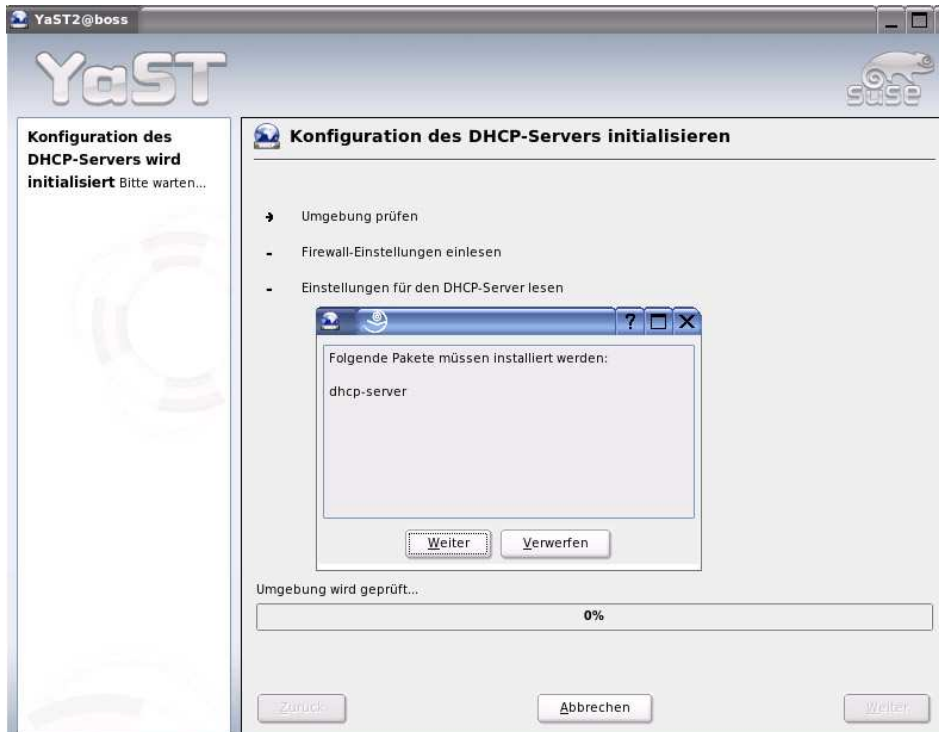 YaST2@boss
YaST
suse
Konfiguration des
DHCP-Servers wird
initialisiert Bitte warten...
Konfiguration des DHCP-Servers initialisieren
Umgebung prüfen
- Firewall-Einstellungen einlesen
- Einstellungen für den DHCP-Server lesen
?
Folgende Pakete müssen installiert werden:
dhcp-server
Weiter Verwerfen
Umgebung wird geprüft...
0%
Zurück Abbrechen Weiter